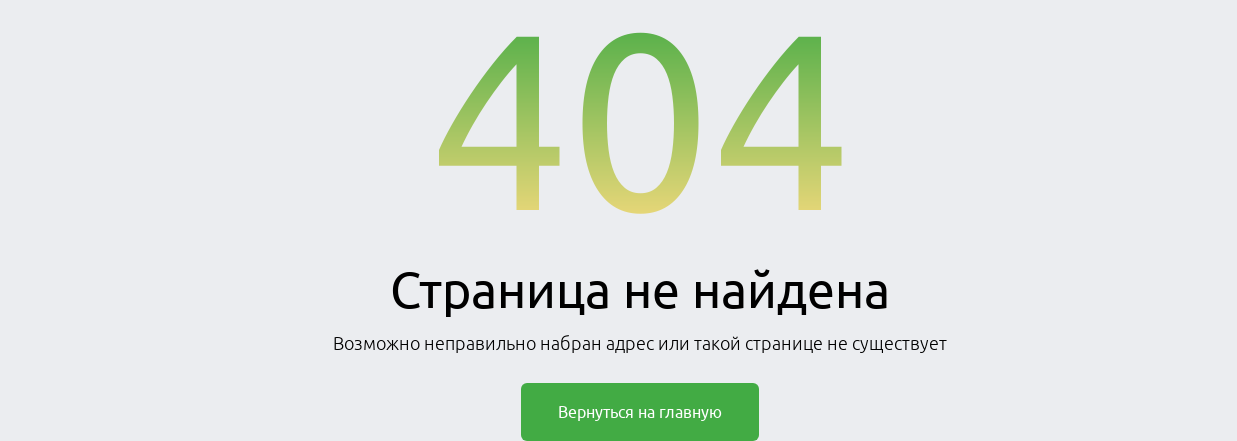 404
Страница не найдена
Возможно неправильно набран адрес или такой странице не существует
Вернуться на главную